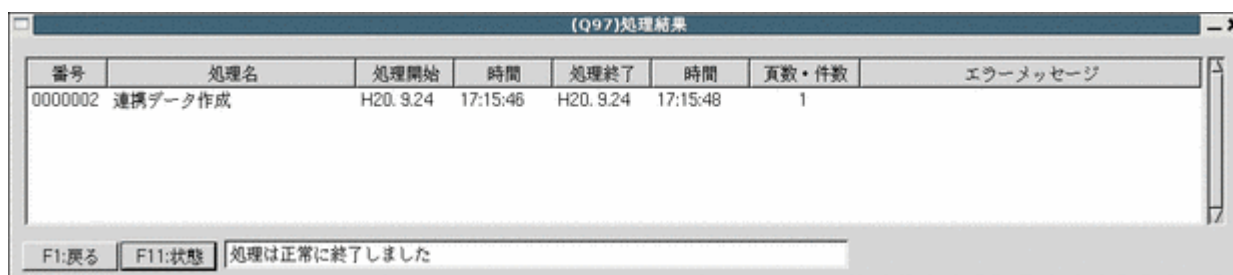 (Q97)処理結果
番号 処理名 処理開始 時間 処理終了 時間 頁数・件数 エラーメッセージ
0000002 連携データ作成 H20. 9.24 17:15:46 H20. 9.24 17:15:48 1
F1:戻る F11:状態 処理は正常に終了しました